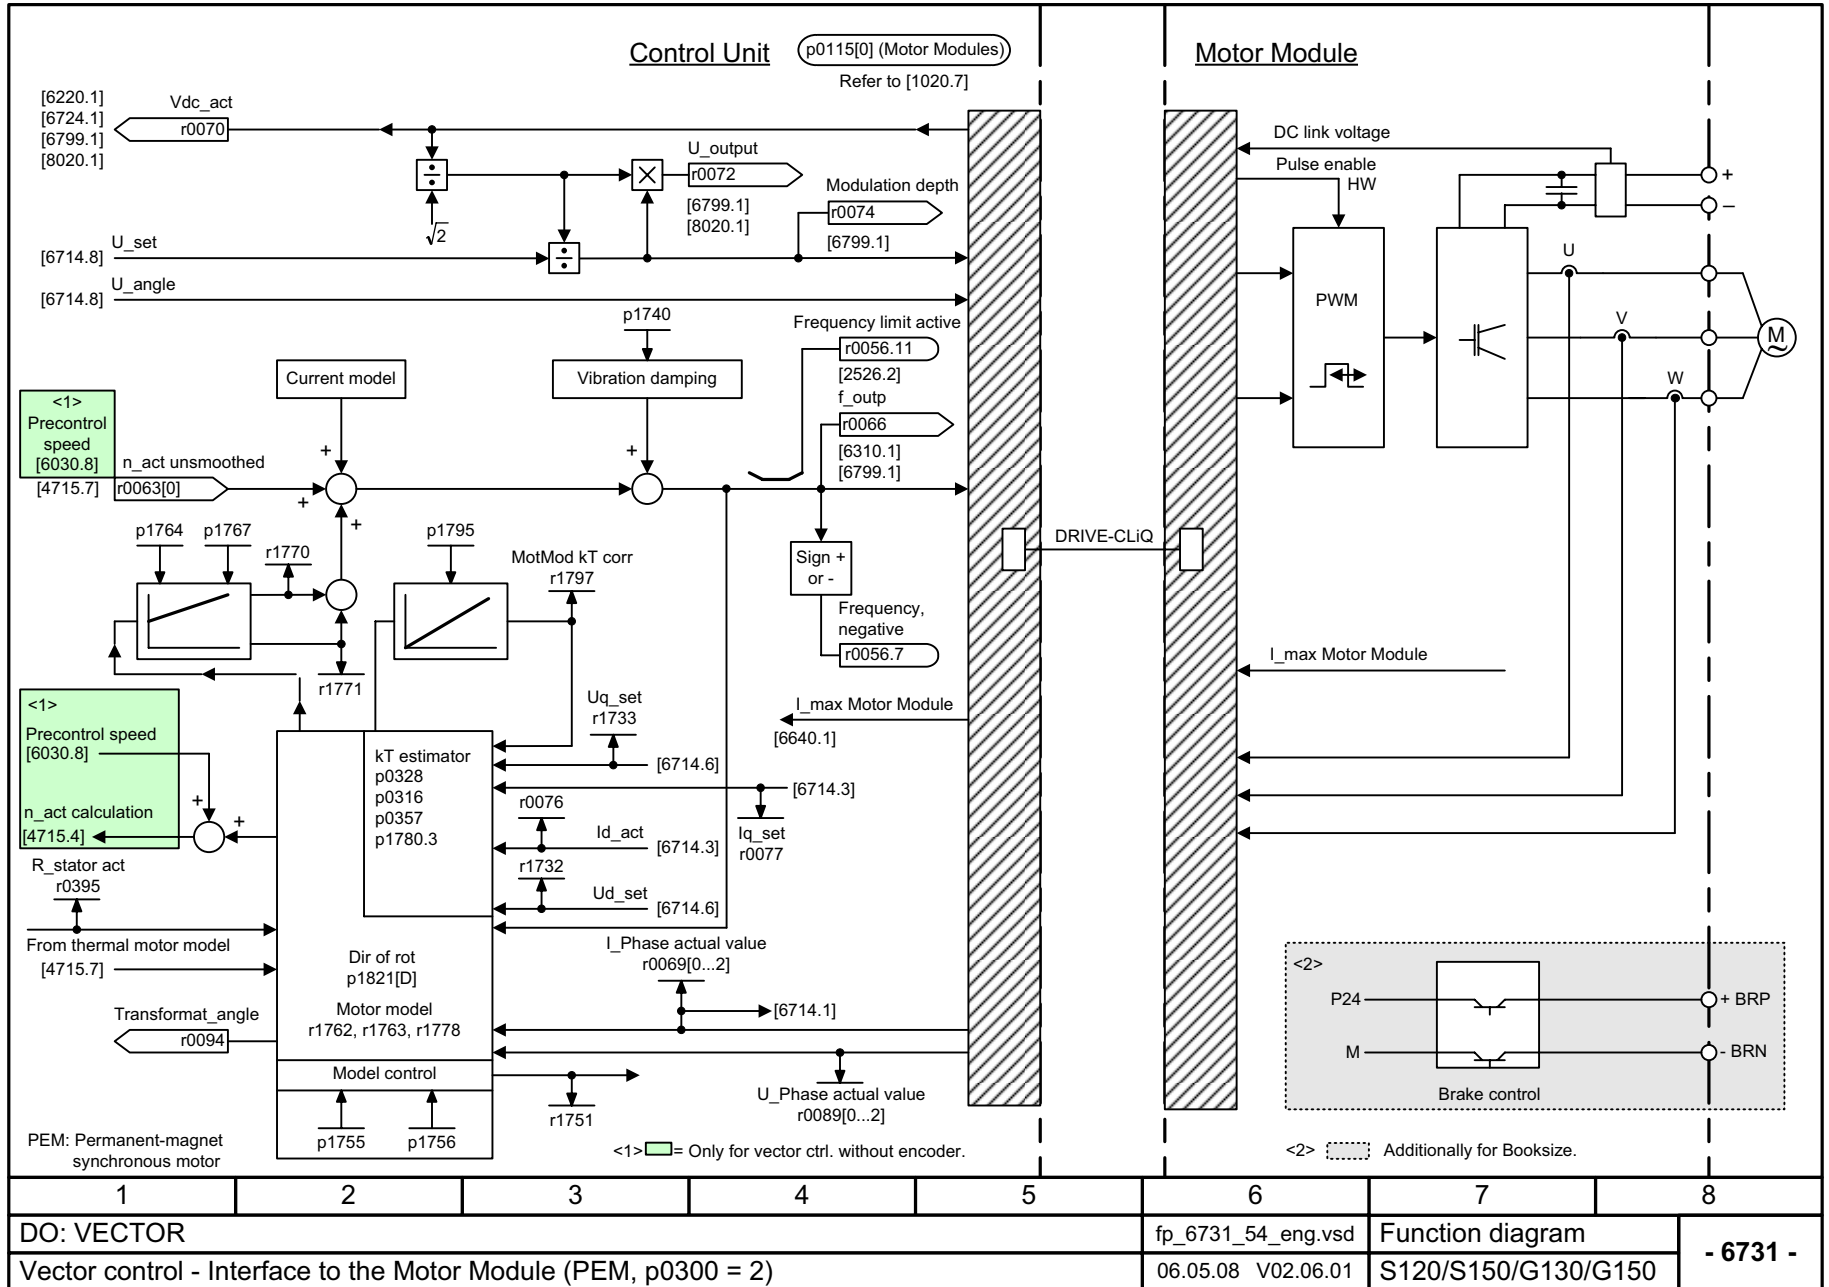 Control Unit
p0115[0] (Motor Modules)
Refer to [1020.7]
Motor Module
[6220.1]
[6724.1]
[6799.1]
[8020.1]
Vdc_act
r0070
÷
√2
×
U_output
r0072
[6799.1]
[8020.1]
Modulation depth
r0074
[6799.1]
U_set
[6714.8]
÷
U_angle
[6714.8]
DC link voltage
Pulse enable
HW
+
–
PWM
U
V
W
M
~
p1740
Frequency limit active
r0056.11
[2526.2]
f_outp
r0066
[6310.1]
[6799.1]
Current model
Vibration damping
<1>
Precontrol
speed
[6030.8]
n_act unsmoothed
[4715.7]
r0063[0]
+
+
+
+
p1764
p1767
r1770
p1795
MotMod kT corr
r1797
Sign +
or -
Frequency,
negative
r0056.7
DRIVE-CLiQ
r1771
I_max Motor Module
I_max Motor Module
[6640.1]
<1>
Precontrol speed
[6030.8]
n_act calculation
[4715.4]
+
+
kT estimator
p0328
p0316
p0357
p1780.3
Uq_set
r1733
[6714.6]
[6714.3]
Iq_set
r0077
r0076
Id_act
[6714.3]
r1732
Ud_set
[6714.6]
R_stator act
r0395
From thermal motor model
[4715.7]
Dir of rot
p1821[D]
Motor model
r1762, r1763, r1778
I_Phase actual value
r0069[0...2]
[6714.1]
Transformat_angle
r0094
Model control
r1751
U_Phase actual value
r0089[0...2]
p1755
p1756
<2>
P24
+ BRP
M
- BRN
Brake control
PEM: Permanent-magnet
synchronous motor
<1> = Only for vector ctrl. without encoder.
<2> Additionally for Booksize.
1 2 3 4 5 6 7 8
DO: VECTOR
fp_6731_54_eng.vsd
Function diagram
- 6731 -
Vector control - Interface to the Motor Module (PEM, p0300 = 2)
06.05.08 V02.06.01
S120/S150/G130/G150